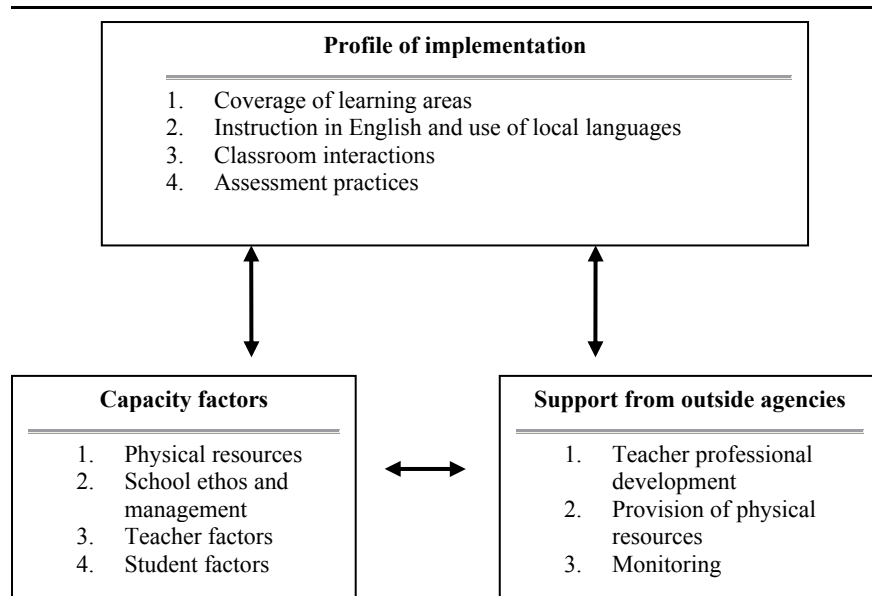 Profile of implementation
1. Coverage of learning areas
2. Instruction in English and use of local languages
3. Classroom interactions
4. Assessment practices
Capacity factors
1. Physical resources
2. School ethos and
management
3. Teacher factors
4. Student factors
Support from outside agencies
1. Teacher professional
development
2. Provision of physical
resources
3. Monitoring